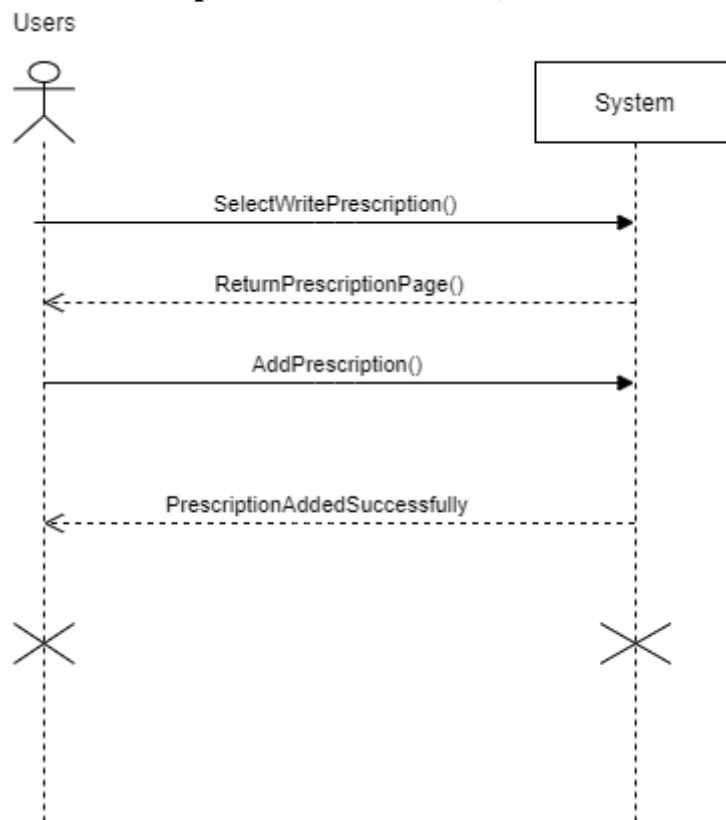 Users
System
SelectWritePrescription()
ReturnPrescriptionPage()
AddPrescription()
PrescriptionAddedSuccessfully